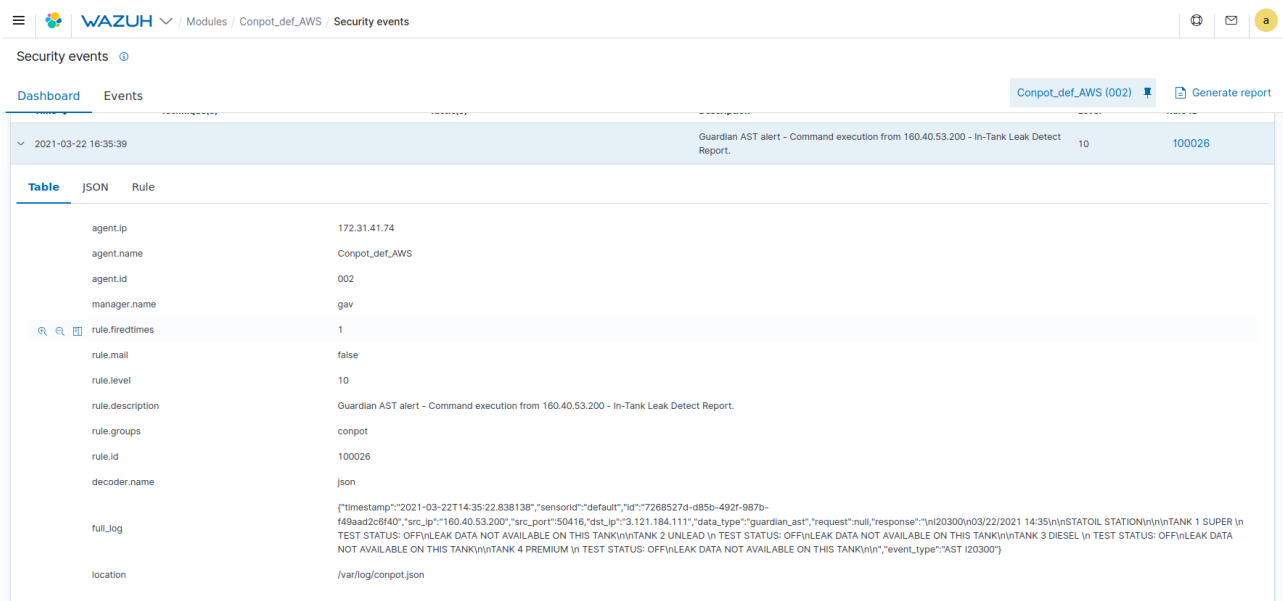 WAZUH / Modules / Conpot_def_AWS / Security events
a
Security events
Dashboard Events Conpot_def_AWS (002) Generate report
2021-03-22 16:35:39 Guardian AST alert - Command execution from 160.40.53.200 - In-Tank Leak Detect Report. 10 100026
Table JSON Rule
agent.ip 172.31.41.74
agent.name Conpot_def_AWS
agent.id 002
manager.name gav
rule.firedtimes 1
rule.mail false
rule.level 10
rule.description Guardian AST alert - Command execution from 160.40.53.200 - In-Tank Leak Detect Report.
rule.groups conpot
rule.id 100026
decoder.name json
full_log
{"timestamp":"2021-03-22T14:35:22.838138","sensorid":"default","id":"7268527d-d85b-492f-987b-
f49aad2c6f40","src_ip":"160.40.53.200","src_port":50416,"dst_ip":"3.121.184.111","data_type":"guardian_ast","request":null,"response":"\nI20300\n03/22/2021 14:35\n\nSTATOIL STATION\n\n\nTANK 1 SUPER \n
TEST STATUS: OFF\nLEAK DATA NOT AVAILABLE ON THIS TANK\n\nTANK 2 UNLEAD \n TEST STATUS: OFF\nLEAK DATA NOT AVAILABLE ON THIS TANK\n\nTANK 3 DIESEL \n TEST STATUS: OFF\nLEAK DATA
NOT AVAILABLE ON THIS TANK\n\nTANK 4 PREMIUM \n TEST STATUS: OFF\nLEAK DATA NOT AVAILABLE ON THIS TANK\n\n","event_type":"AST I20300"}
location /var/log/conpot.json